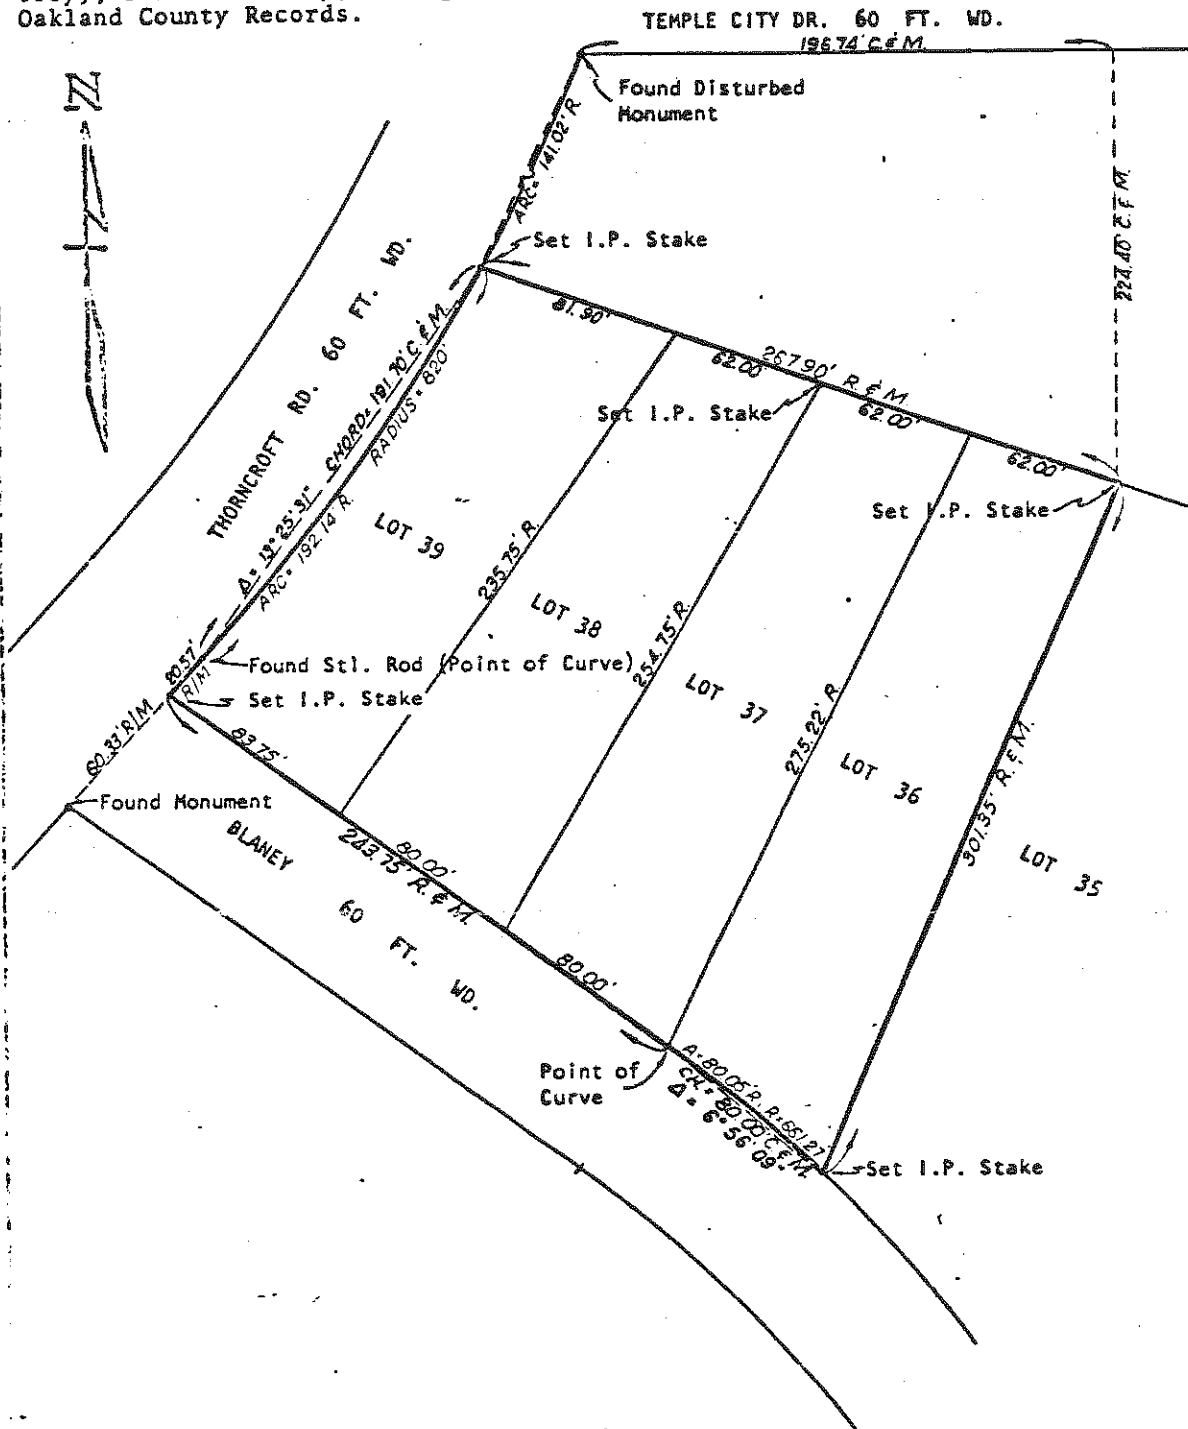 Oakland County Records.
TEMPLE CITY DR. 60 FT. WD.
196.74' C & M.
Found Disturbed
Monument
ARC= 141.02' R.
224.40' C. & M.
Set I.P. Stake
THORNCROFT RD. 60 FT. WD.
81.90'
62.00'
267.90' R. & M.
Set I.P. Stake
62.00'
62.00'
Set I.P. Stake
CHORD= 191.70' C. & M.
RADIUS= 820'
Δ= 13° 25' 31"
ARC= 192.14' R.
LOT 39
235.75' R.
LOT 38
254.75' R.
LOT 37
275.22' R.
LOT 36
301.35' R. & M.
LOT 35
20.57'
R/M
Found Stl. Rod (Point of Curve)
Set I.P. Stake
60.33 R/M
Found Monument
83.75'
BLANEY 60 FT. WD.
80.00'
243.75' R. & M.
80.00'
Point of
Curve
A=80.05' R. R=661.27'
CH.= 80.00' C & M.
Δ = 6° 56' 09"
Set I.P. Stake